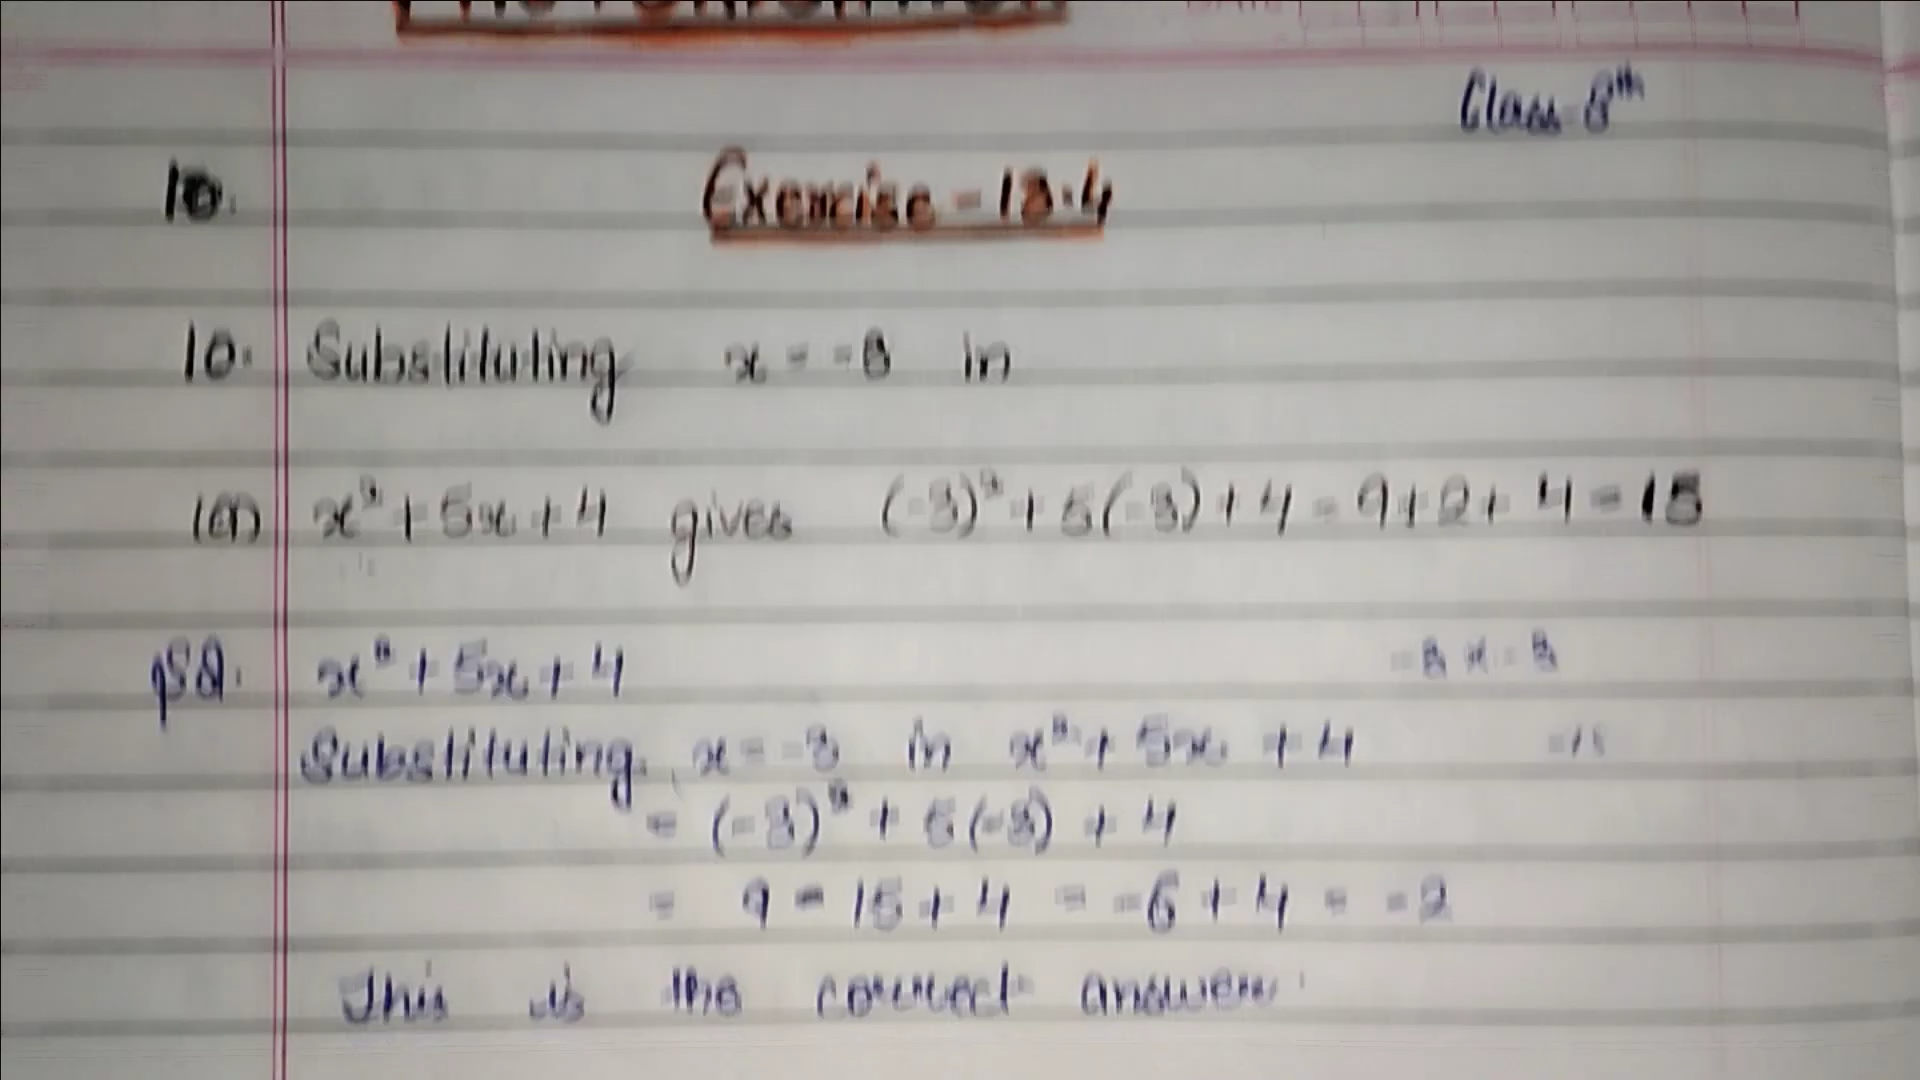 Class-8th
10. Exercise - 13.4
10. Substituting x = -3 in
(a) x² + 5x + 4 gives (-3)² + 5(-3) + 4 = 9+2+ 4 = 15
x² + 5x + 4
Substituting x = -3 in x² + 5x + 4
= (-3)² + 5(-3) + 4
= 9 - 15 + 4 = -6 + 4 = -2
This is the correct answer.